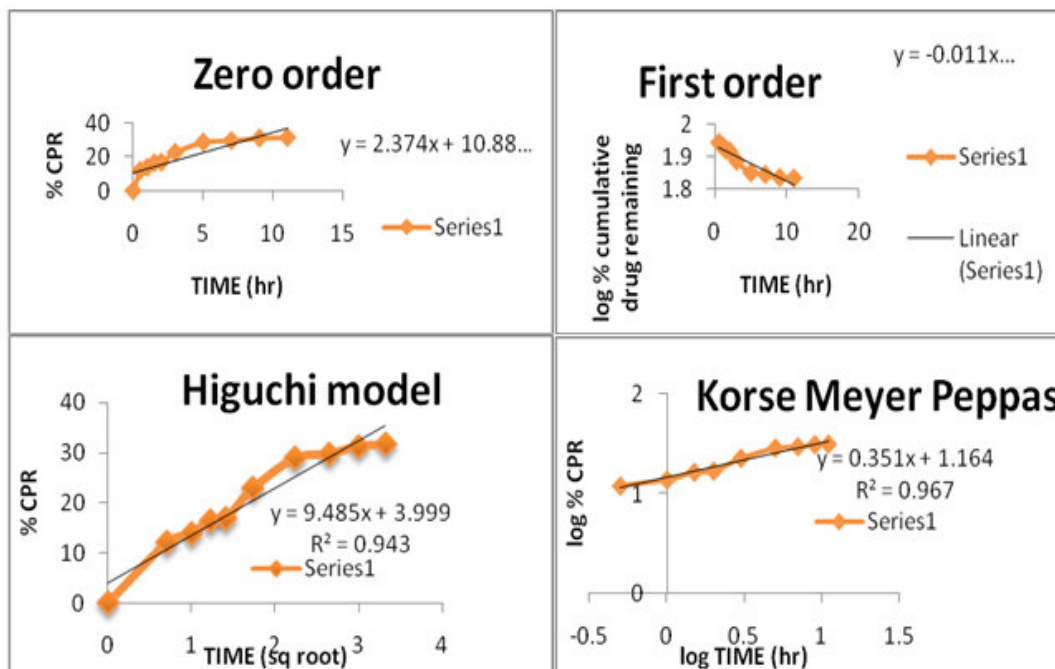 Zero order
% CPR
40
20
0
y = 2.374x + 10.88...
Series1
0
5
10
15
TIME (hr)
First order
y = -0.011x...
log % cumulative
drug remaining
2
1.9
1.8
0
10
20
TIME (hr)
Series1
Linear
(Series1)
Higuchi model
% CPR
40
30
20
10
0
y = 9.485x + 3.999
R² = 0.943
Series1
0
1
2
3
4
TIME (sq root)
Korse Meyer Peppas
log % CPR
2
1
0
y = 0.351x + 1.164
R² = 0.967
Series1
-0.5
0
0.5
1
1.5
log TIME (hr)